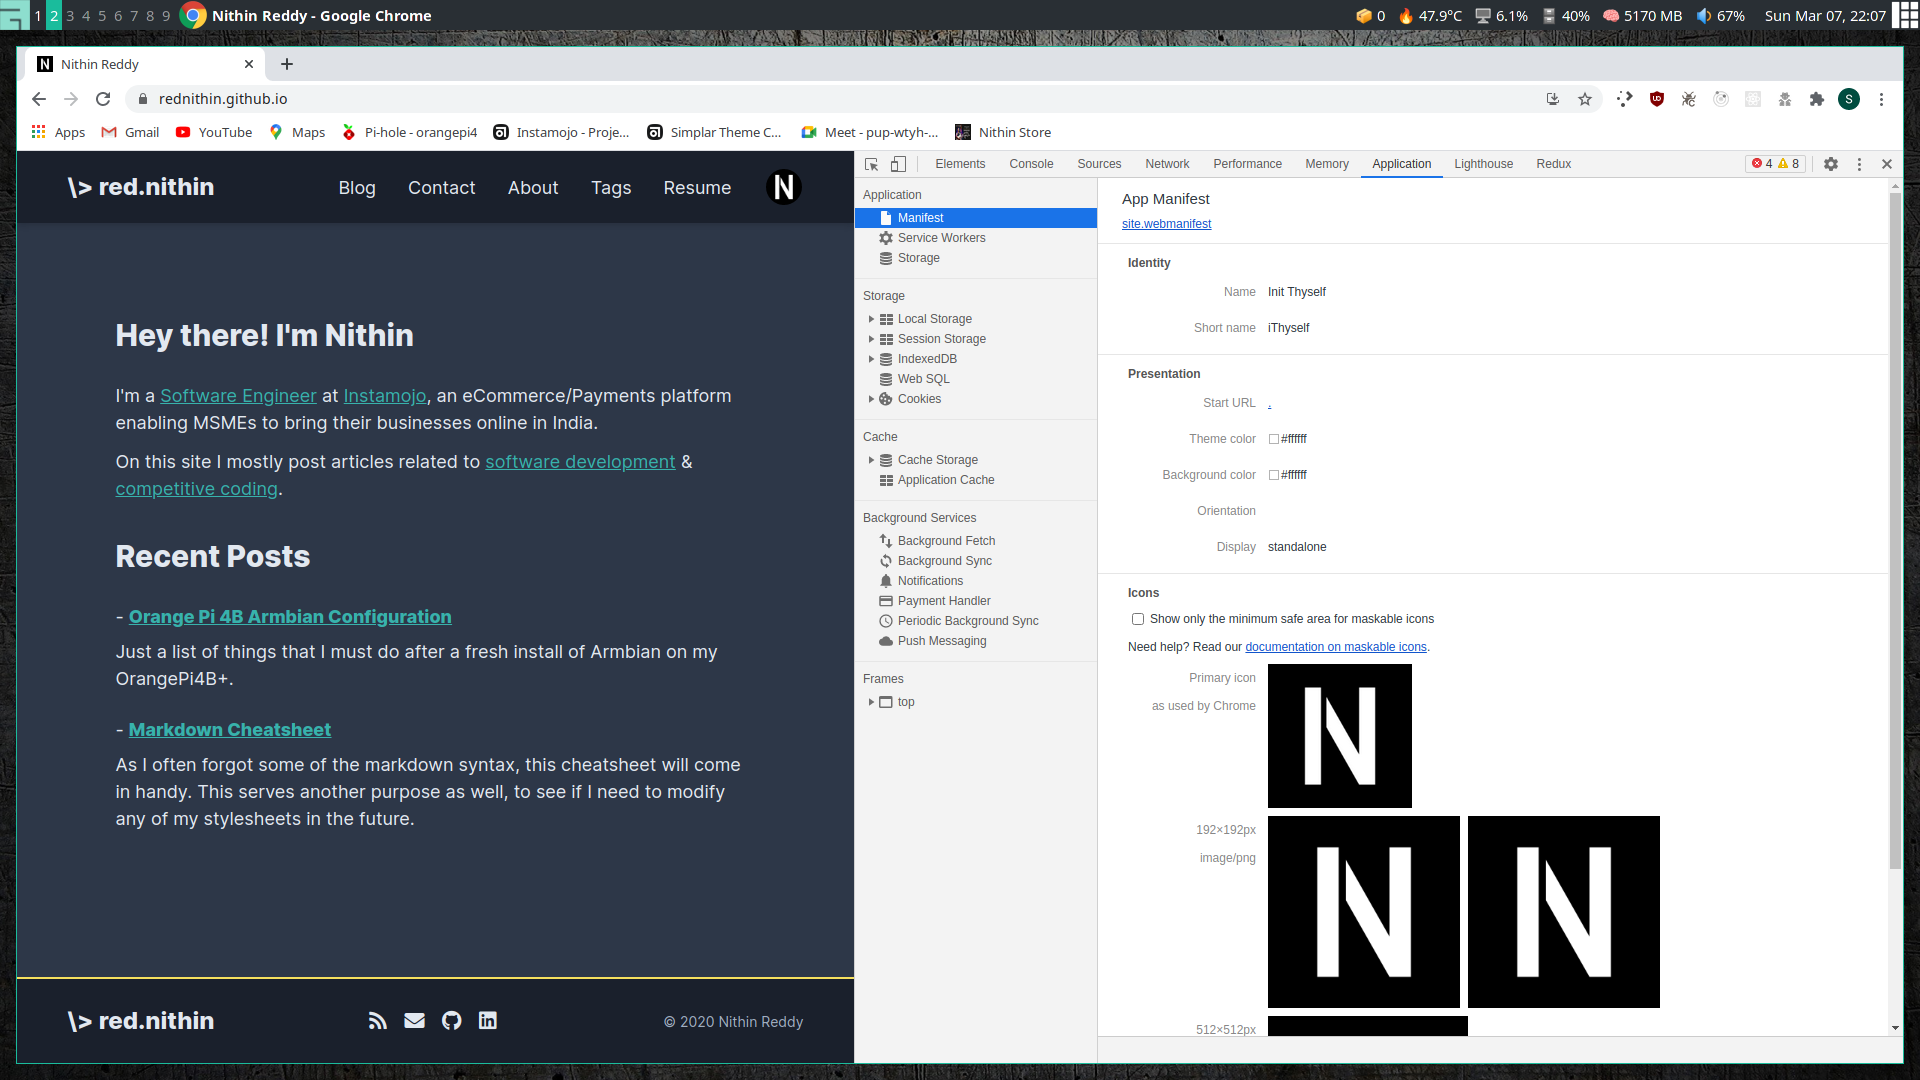 1 2 3 4 5 6 7 8 9 Nithin Reddy - Google Chrome 0 47.9°C 6.1% 40% 5170 MB 67% Sun Mar 07, 22:07
N Nithin Reddy
rednithin.github.io S
Apps Gmail YouTube Maps Pi-hole - orangepi4 Instamojo - Proje... Simplar Theme C... Meet - pup-wtyh-... Nithin Store
\> red.nithin Blog Contact About Tags Resume N
Hey there! I'm Nithin
I'm a Software Engineer at Instamojo, an eCommerce/Payments platform
enabling MSMEs to bring their businesses online in India.
On this site I mostly post articles related to software development &
competitive coding.
Recent Posts
- Orange Pi 4B Armbian Configuration
Just a list of things that I must do after a fresh install of Armbian on my
OrangePi4B+.
- Markdown Cheatsheet
As I often forgot some of the markdown syntax, this cheatsheet will come
in handy. This serves another purpose as well, to see if I need to modify
any of my stylesheets in the future.
\> red.nithin © 2020 Nithin Reddy
Elements Console Sources Network Performance Memory Application Lighthouse Redux 4 8
Application
Manifest
Service Workers
Storage
Storage
Local Storage
Session Storage
IndexedDB
Web SQL
Cookies
Cache
Cache Storage
Application Cache
Background Services
Background Fetch
Background Sync
Notifications
Payment Handler
Periodic Background Sync
Push Messaging
Frames
top
App Manifest
site.webmanifest
Identity
Name Init Thyself
Short name iThyself
Presentation
Start URL .
Theme color #ffffff
Background color #ffffff
Orientation
Display standalone
Icons
Show only the minimum safe area for maskable icons
Need help? Read our documentation on maskable icons.
Primary icon
as used by Chrome
N
192×192px
image/png
N N
512×512px